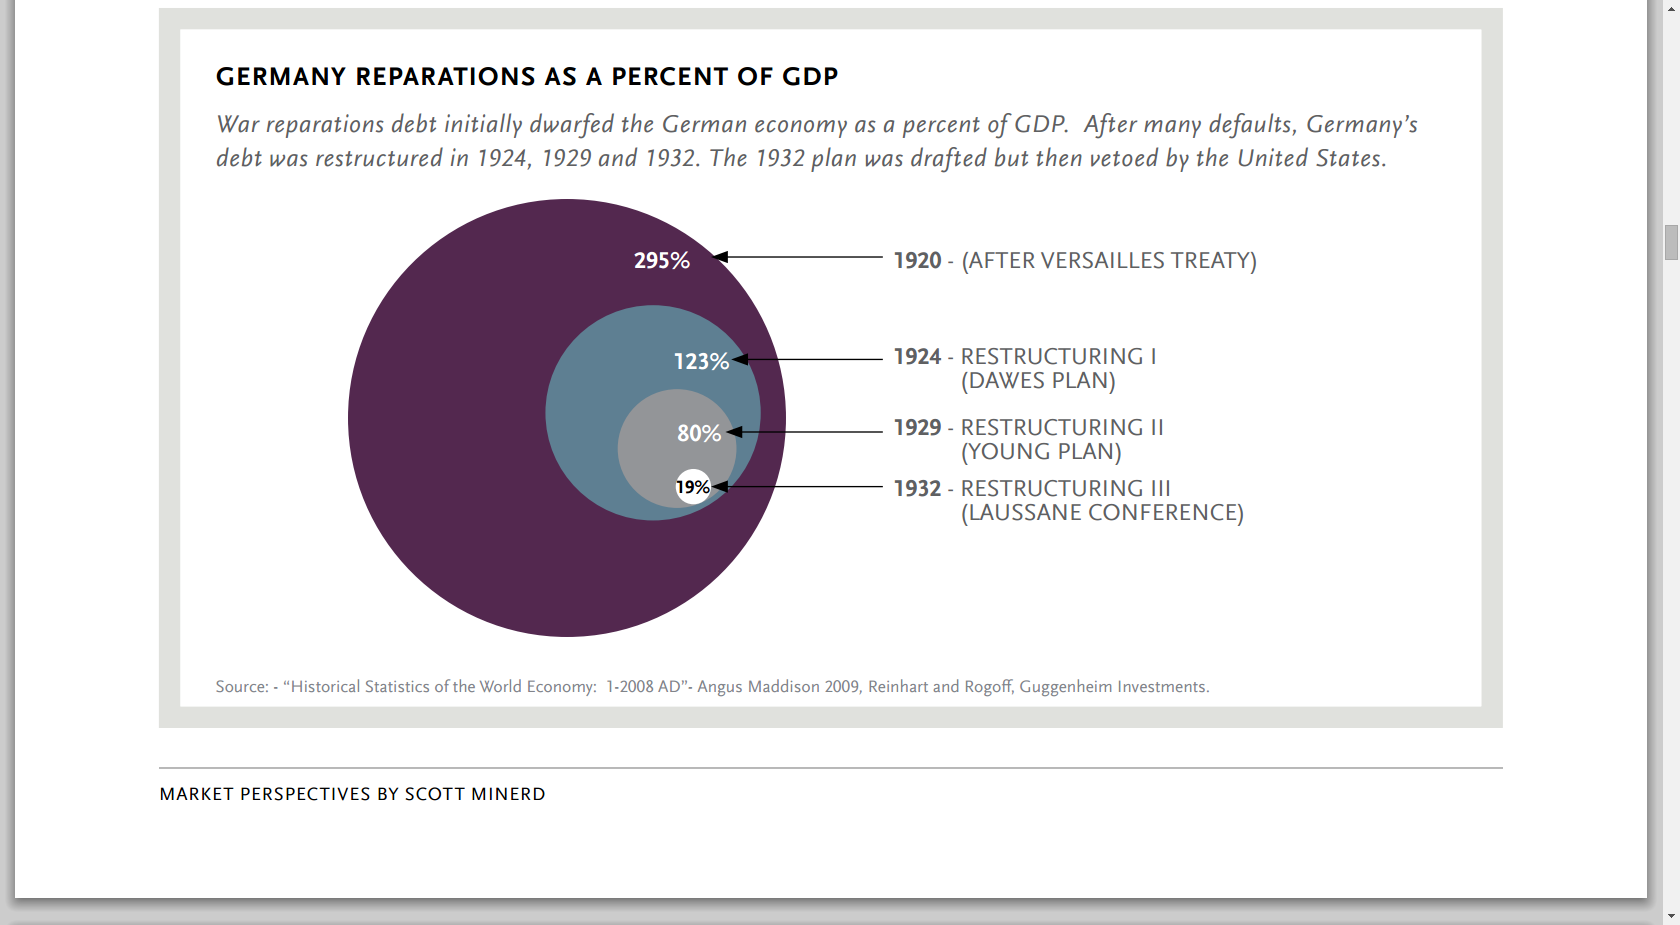 GERMANY REPARATIONS AS A PERCENT OF GDP
War reparations debt initially dwarfed the German economy as a percent of GDP.  After many defaults, Germany’s
debt was restructured in 1924, 1929 and 1932. The 1932 plan was drafted but then vetoed by the United States.
295%
1920 - (AFTER VERSAILLES TREATY)
123%
1924 - RESTRUCTURING I
(DAWES PLAN)
80%
1929 - RESTRUCTURING II
(YOUNG PLAN)
19%
1932 - RESTRUCTURING III
(LAUSSANE CONFERENCE)
Source: - “Historical Statistics of the World Economy:  1-2008 AD”- Angus Maddison 2009, Reinhart and Rogoff, Guggenheim Investments.
MARKET PERSPECTIVES BY SCOTT MINERD